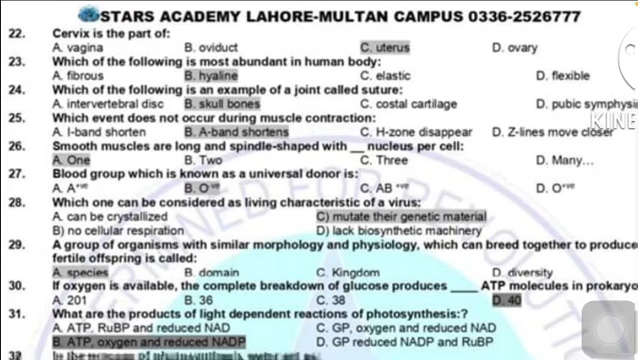 STARS ACADEMY LAHORE-MULTAN CAMPUS 0336-2526777
22. Cervix is the part of:
A. vagina B. oviduct C. uterus D. ovary
23. Which of the following is most abundant in human body:
A. fibrous B. hyaline C. elastic D. flexible
24. Which of the following is an example of a joint called suture:
A. intervertebral disc B. skull bones C. costal cartilage D. pubic symphysis
25. Which event does not occur during muscle contraction:
A. I-band shorten B. A-band shortens C. H-zone disappear D. Z-lines move closer
KINE
26. Smooth muscles are long and spindle-shaped with __ nucleus per cell:
A. One B. Two C. Three D. Many...
27. Blood group which is known as a universal donor is:
A. A+ve B. O-ve C. AB +ve D. O+ve
28. Which one can be considered as living characteristic of a virus:
A. can be crystallized C) mutate their genetic material
B) no cellular respiration D) lack biosynthetic machinery
29. A group of organisms with similar morphology and physiology, which can breed together to produce
fertile offspring is called:
A. species B. domain C. Kingdom D. diversity
30. If oxygen is available, the complete breakdown of glucose produces ____ ATP molecules in prokaryo
A. 201 B. 36 C. 38 D. 40
31. What are the products of light dependent reactions of photosynthesis:?
A. ATP, RuBP and reduced NAD C. GP, oxygen and reduced NAD
B. ATP, oxygen and reduced NADP D. GP reduced NADP and RuBP
32